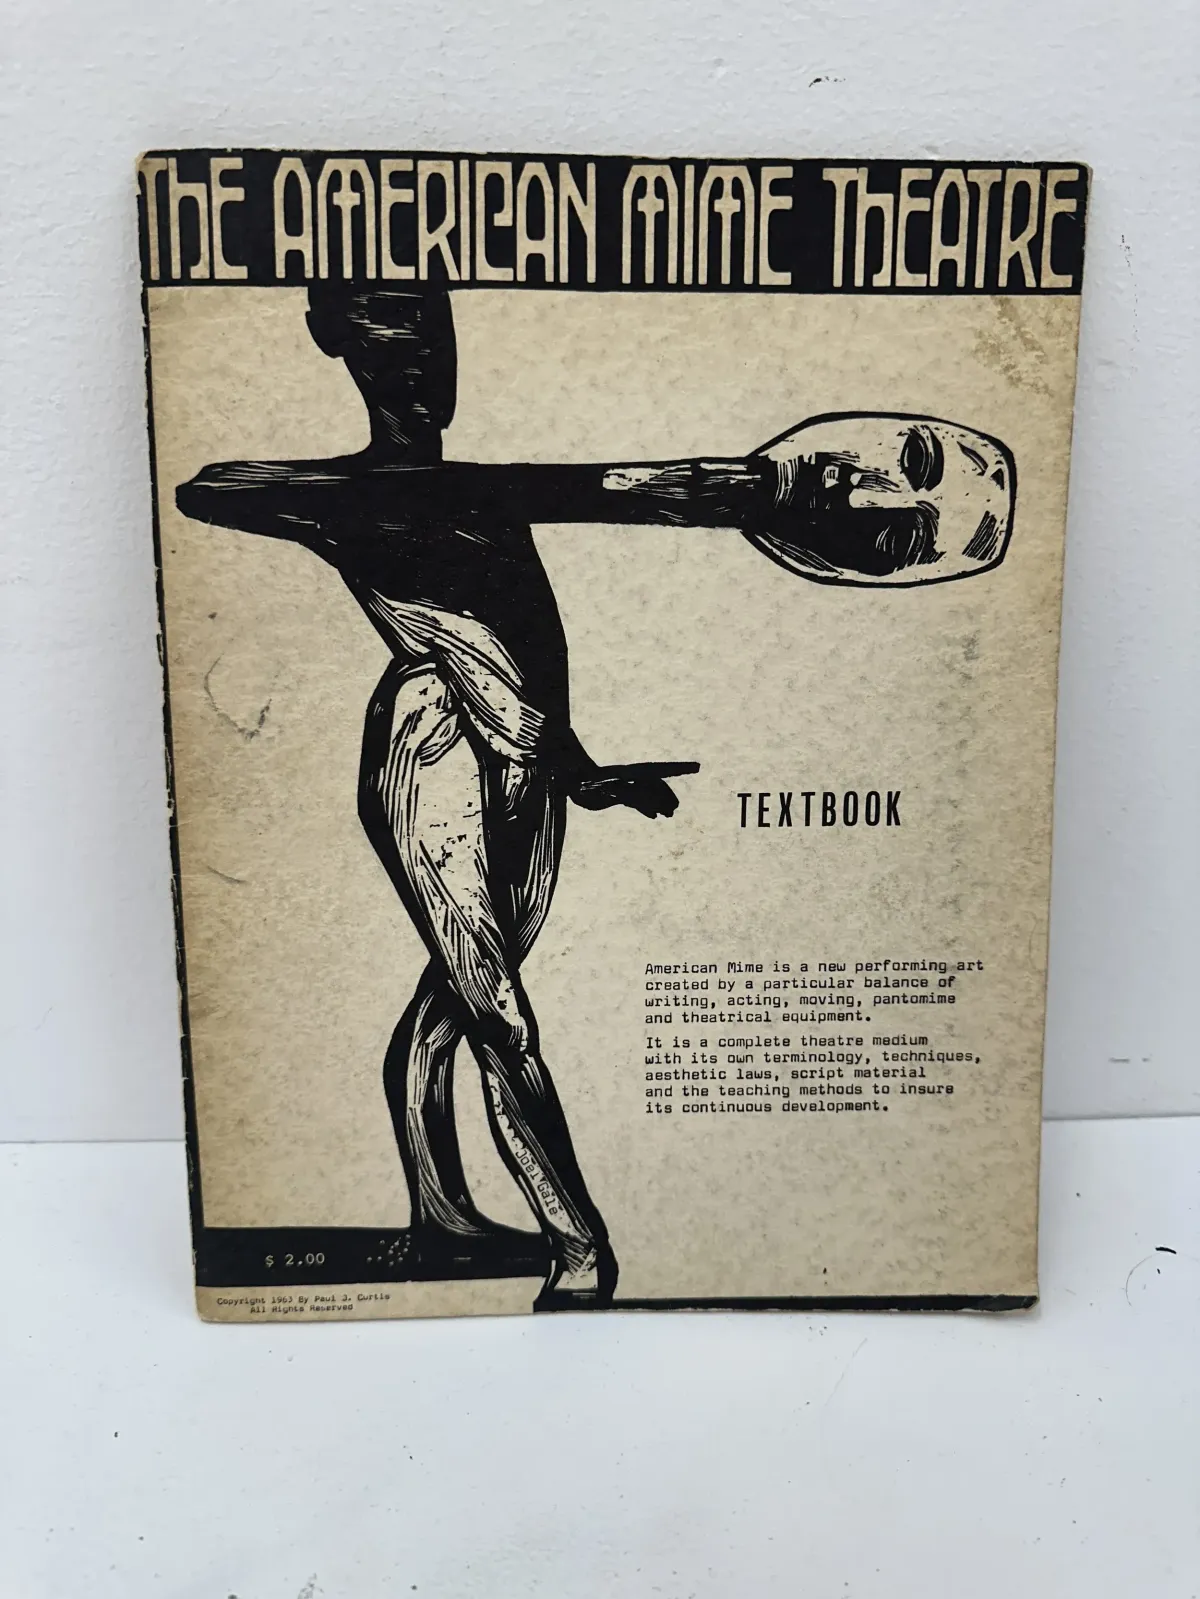 THE AMERICAN MIME THEATRE
TEXTBOOK
American Mime is a new performing art
created by a particular balance of
writing, acting, moving, pantomime
and theatrical equipment.
It is a complete theatre medium
with its own terminology, techniques,
aesthetic laws, script material
and the teaching methods to insure
its continuous development.
Joel Gale
$ 2.00
Copyright 1963 By Paul J. Curtis
All Rights Reserved